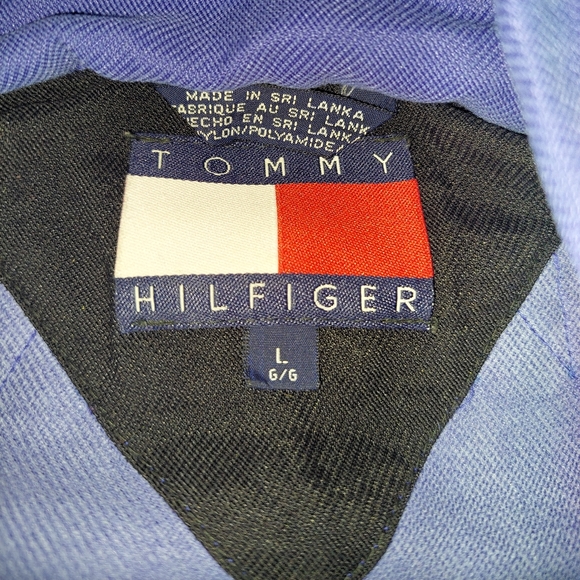 MADE IN SRI LANKA
FABRIQUE AU SRI LANKA
HECHO EN SRI LANKA
NYLON/POLYAMIDE/
TOMMY
HILFIGER
L
G/G